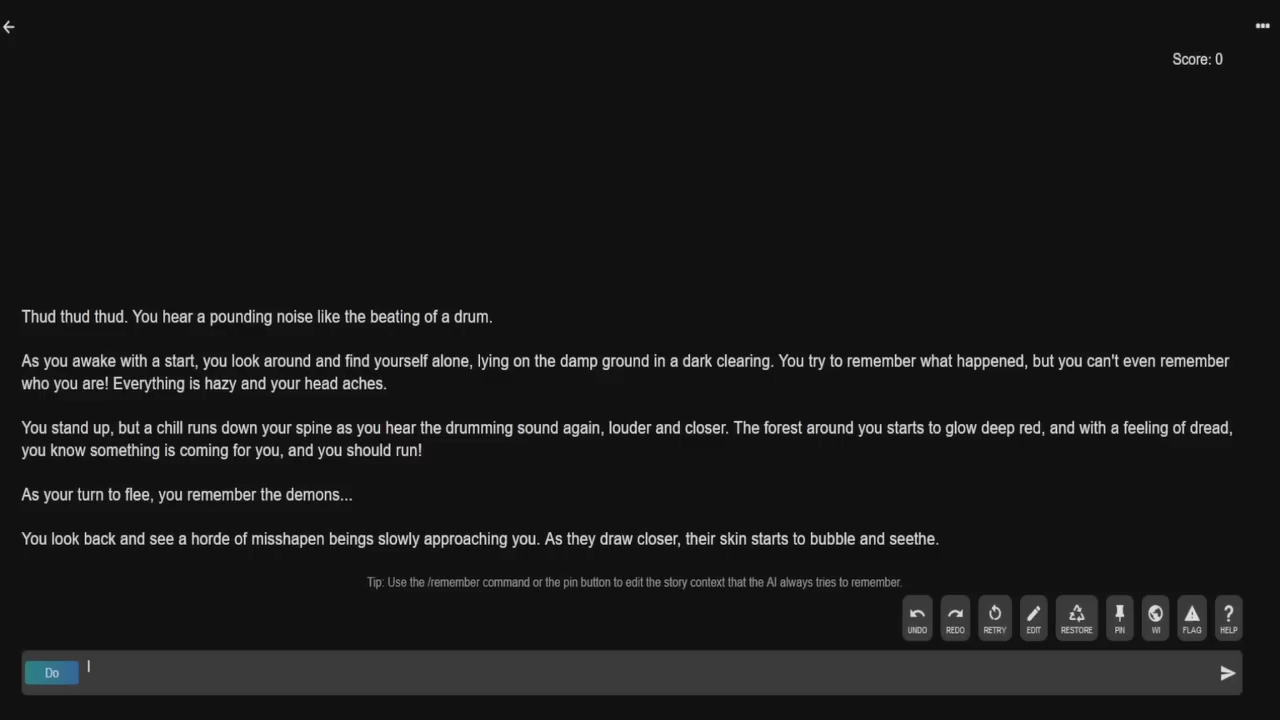 Score: 0
Thud thud thud. You hear a pounding noise like the beating of a drum.
As you awake with a start, you look around and find yourself alone, lying on the damp ground in a dark clearing. You try to remember what happened, but you can't even remember
who you are! Everything is hazy and your head aches.
You stand up, but a chill runs down your spine as you hear the drumming sound again, louder and closer. The forest around you starts to glow deep red, and with a feeling of dread,
you know something is coming for you, and you should run!
As your turn to flee, you remember the demons...
You look back and see a horde of misshapen beings slowly approaching you. As they draw closer, their skin starts to bubble and seethe.
Tip: Use the /remember command or the pin button to edit the story context that the AI always tries to remember.
UNDO REDO RETRY EDIT RESTORE PIN WI FLAG HELP
Do